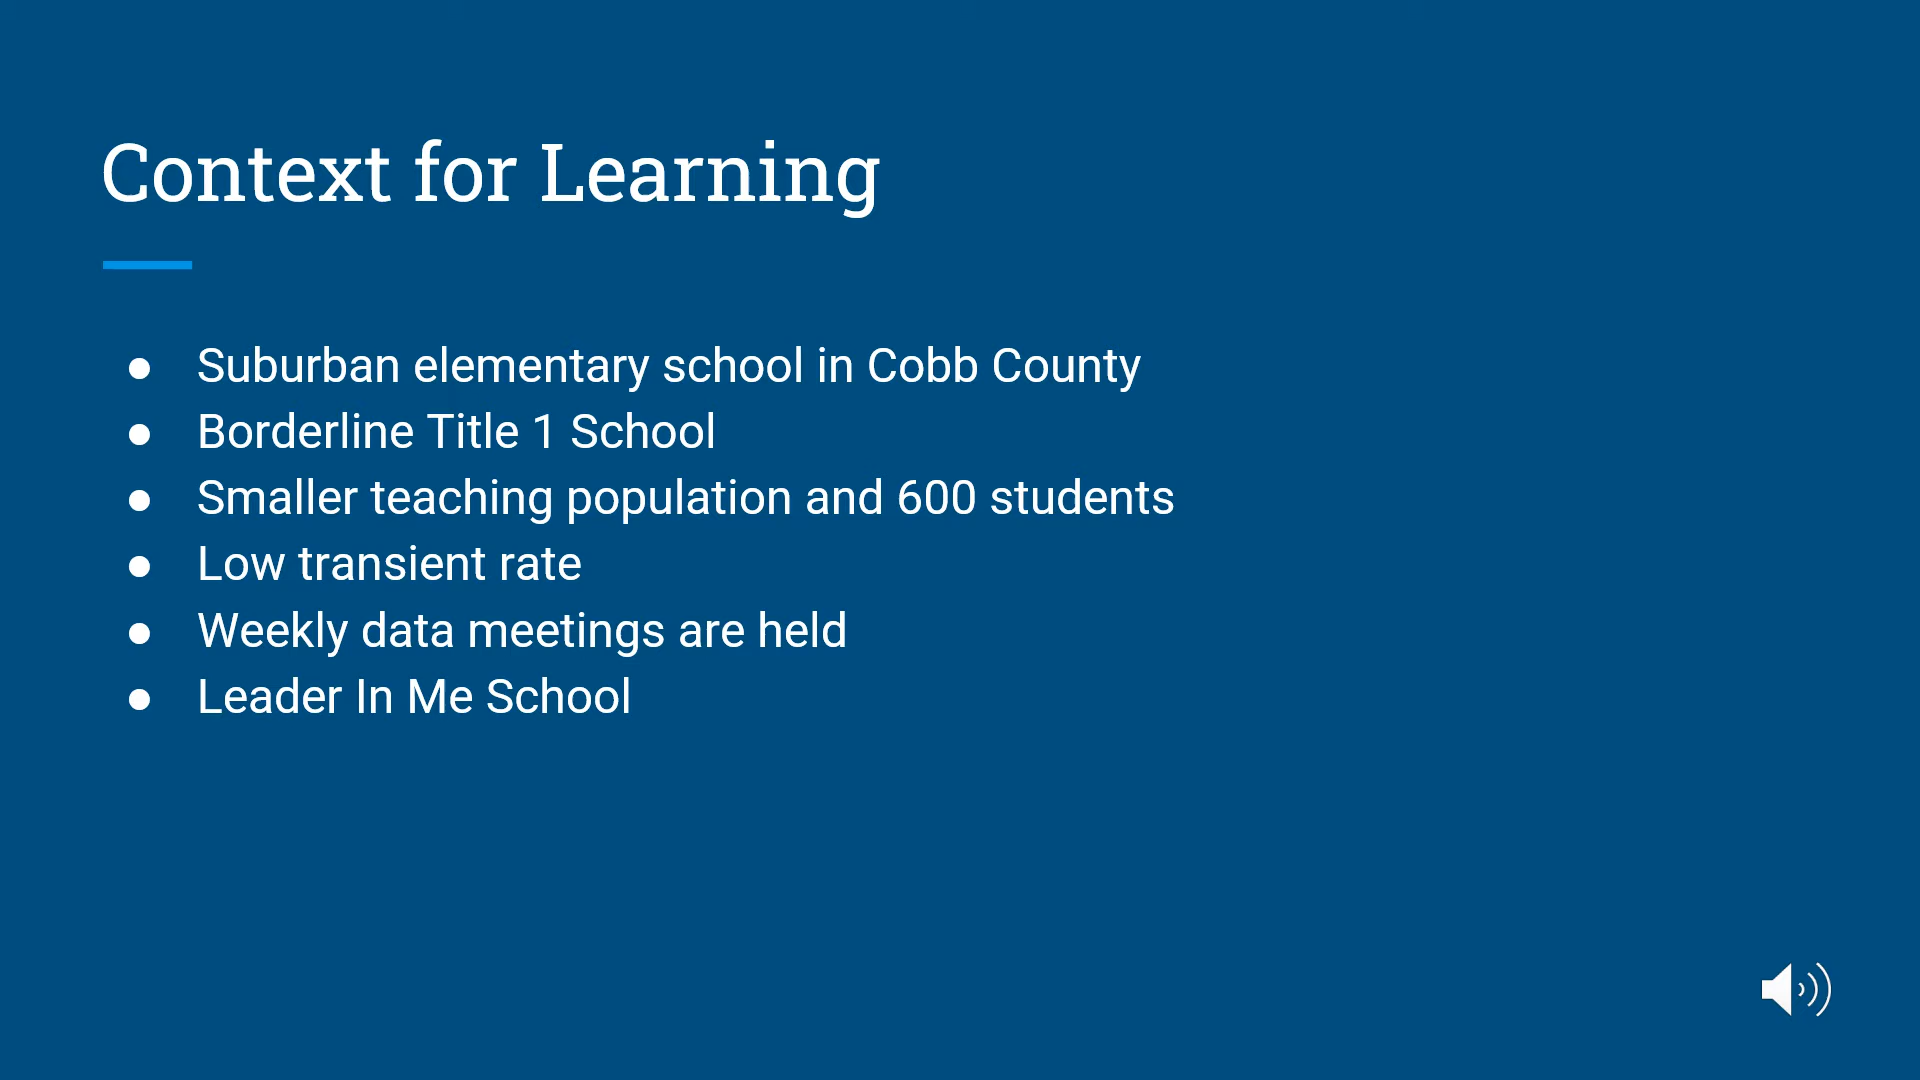 Context for Learning
● Suburban elementary school in Cobb County
● Borderline Title 1 School
● Smaller teaching population and 600 students
● Low transient rate
● Weekly data meetings are held
● Leader In Me School